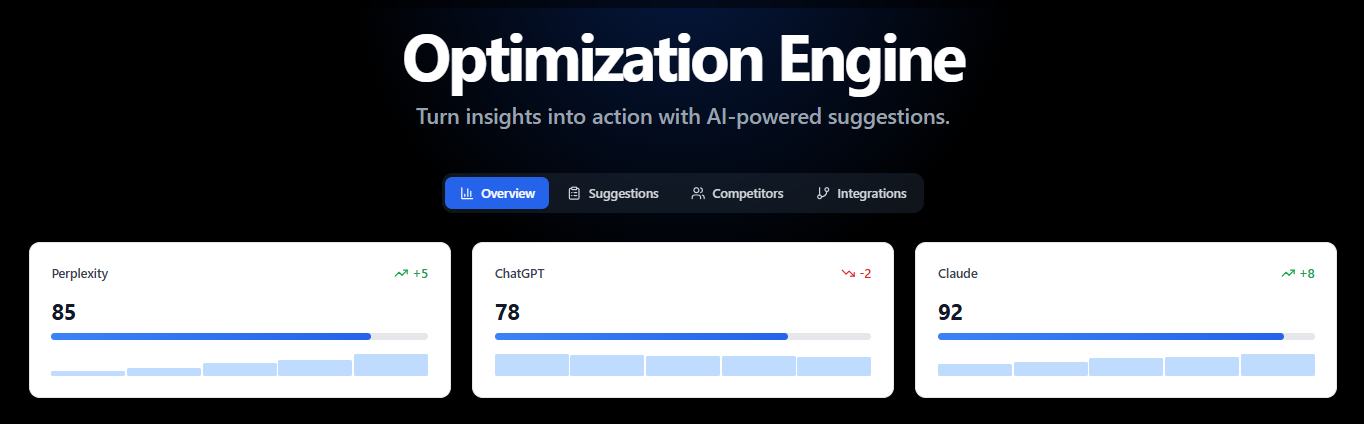 Optimization Engine
Turn insights into action with AI-powered suggestions.
Overview Suggestions Competitors Integrations
Perplexity +5 ChatGPT -2 Claude +8
85 78 92